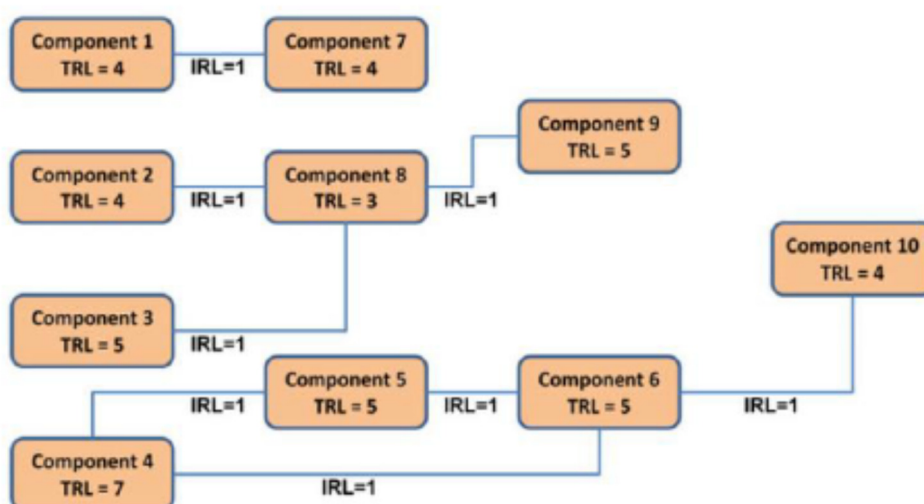 Component 1
TRL = 4
IRL=1
Component 7
TRL = 4
Component 9
TRL = 5
Component 2
TRL = 4
IRL=1
Component 8
TRL = 3
IRL=1
Component 10
TRL = 4
Component 3
TRL = 5
IRL=1
Component 5
TRL = 5
IRL=1
IRL=1
Component 6
TRL = 5
IRL=1
Component 4
TRL = 7
IRL=1